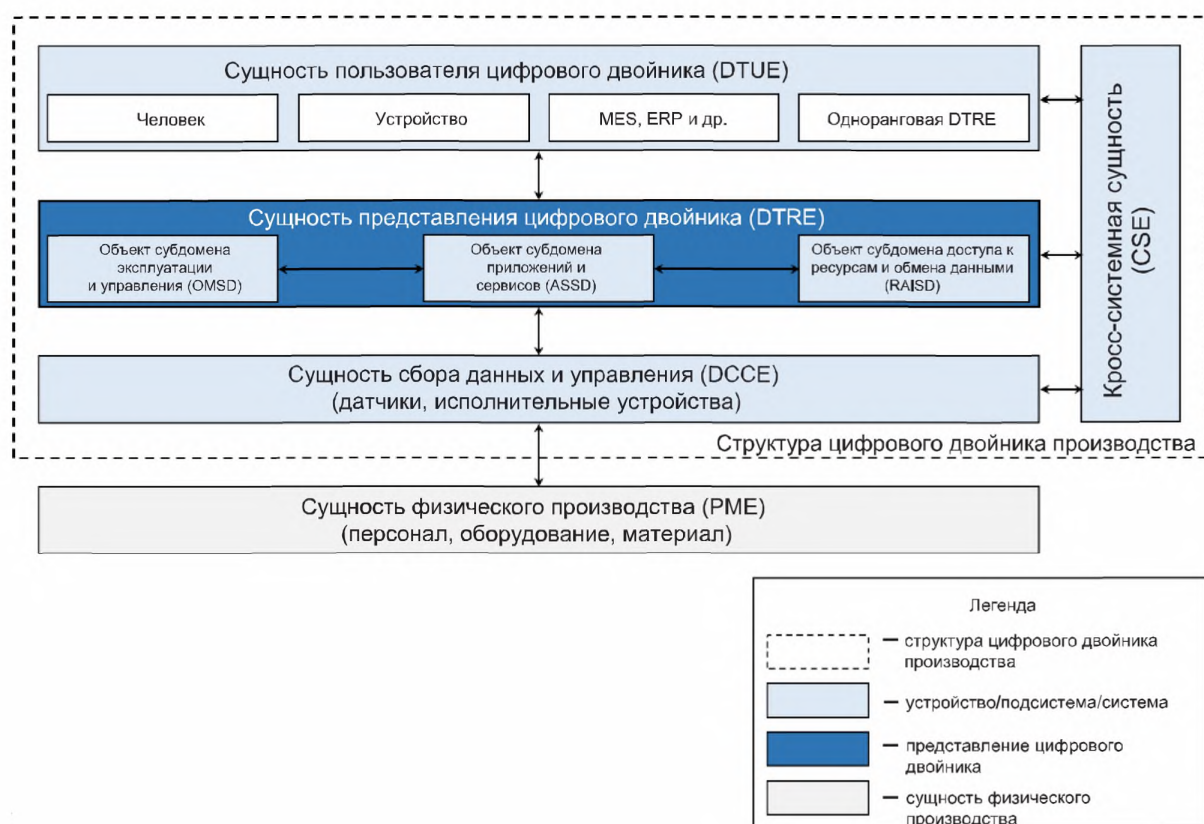 Сущность пользователя цифрового двойника (DTUE)
Человек
Устройство
MES, ERP и др.
Одноранговая DTRE
Сущность представления цифрового двойника (DTRE)
Объект субдомена
эксплуатации
и управления (OMSD)
Объект субдомена
приложений и
сервисов (ASSD)
Объект субдомена доступа к
ресурсам и обмена данными
(RAISD)
Сущность сбора данных и управления (DCCE)
(датчики, исполнительные устройства)
Кросс-системная сущность
(CSE)
Структура цифрового двойника производства
Сущность физического производства (PME)
(персонал, оборудование, материал)
Легенда
— структура цифрового двойника
производства
— устройство/подсистема/система
— представление цифрового
двойника
— сущность физического
производства